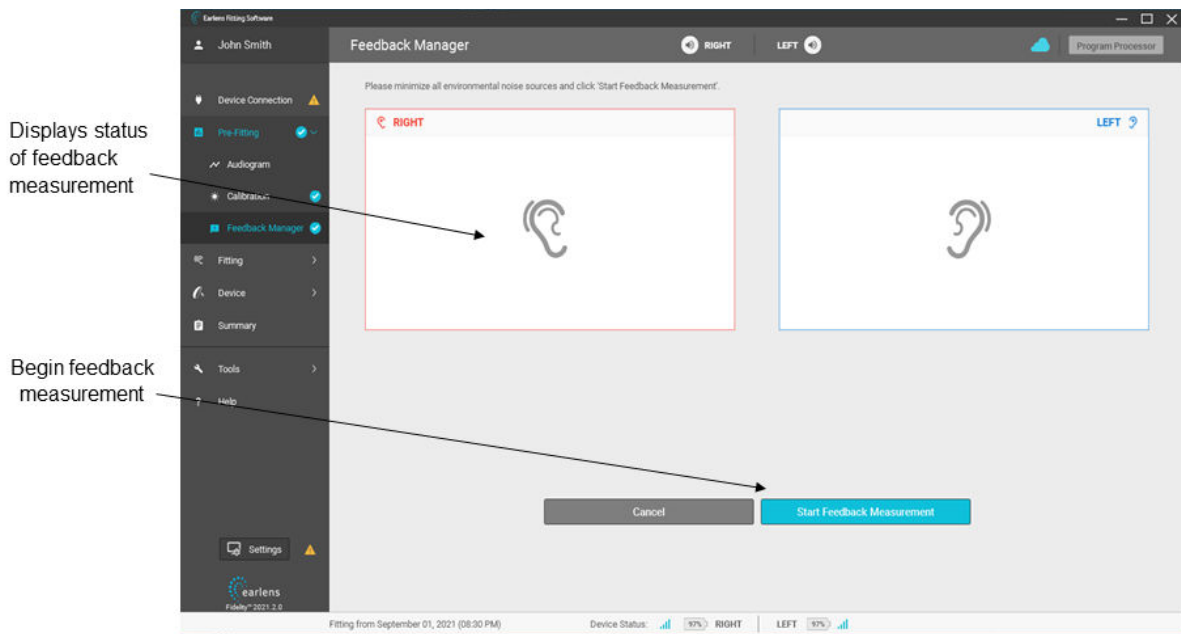 Earlens Fitting Software
John Smith
Feedback Manager
RIGHT
LEFT
Program Processor
Please minimize all environmental noise sources and click 'Start Feedback Measurement'.
Device Connection
Pre-Fitting
Audiogram
Calibration
Feedback Manager
Fitting
Device
Summary
Tools
? Help
Settings
earlens
Fidelity™ 2021.2.0
RIGHT
LEFT
Displays status
of feedback
measurement
Begin feedback
measurement
Cancel
Start Feedback Measurement
Fitting from September 01, 2021 (08:30 PM)
Device Status:
97%
RIGHT
LEFT
97%